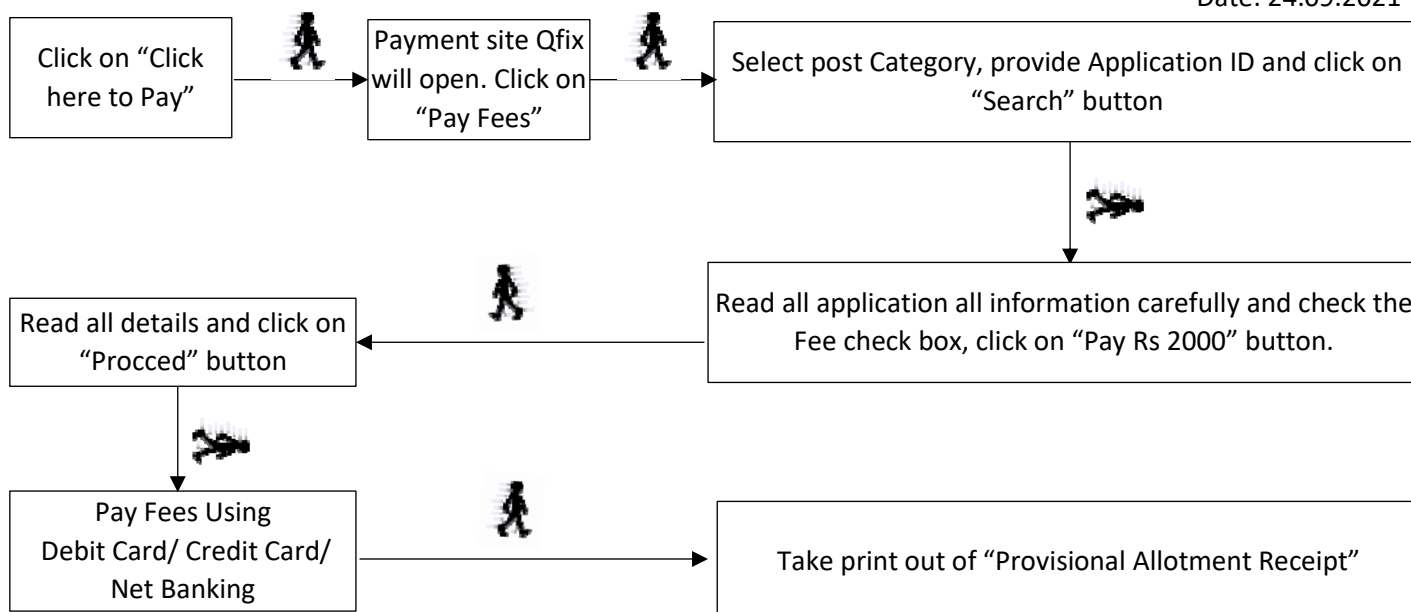 Date: 24.09.2021
Click on “Click
here to Pay”
Payment site Qfix
will open. Click on
“Pay Fees”
Select post Category, provide Application ID and click on
“Search” button
Read all application all information carefully and check the
Fee check box, click on “Pay Rs 2000” button.
Read all details and click on
“Procced” button
Pay Fees Using
Debit Card/ Credit Card/
Net Banking
Take print out of “Provisional Allotment Receipt”